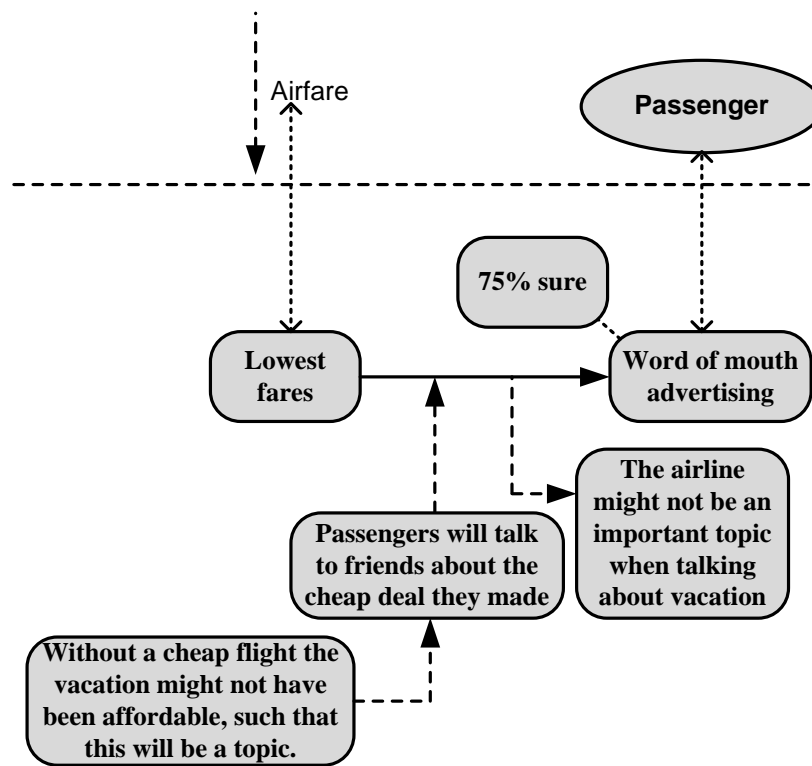 Airfare
Passenger
75% sure
Lowest
fares
Word of mouth
advertising
Passengers will talk
to friends about the
cheap deal they made
The airline
might not be an
important topic
when talking
about vacation
Without a cheap flight the
vacation might not have
been affordable, such that
this will be a topic.